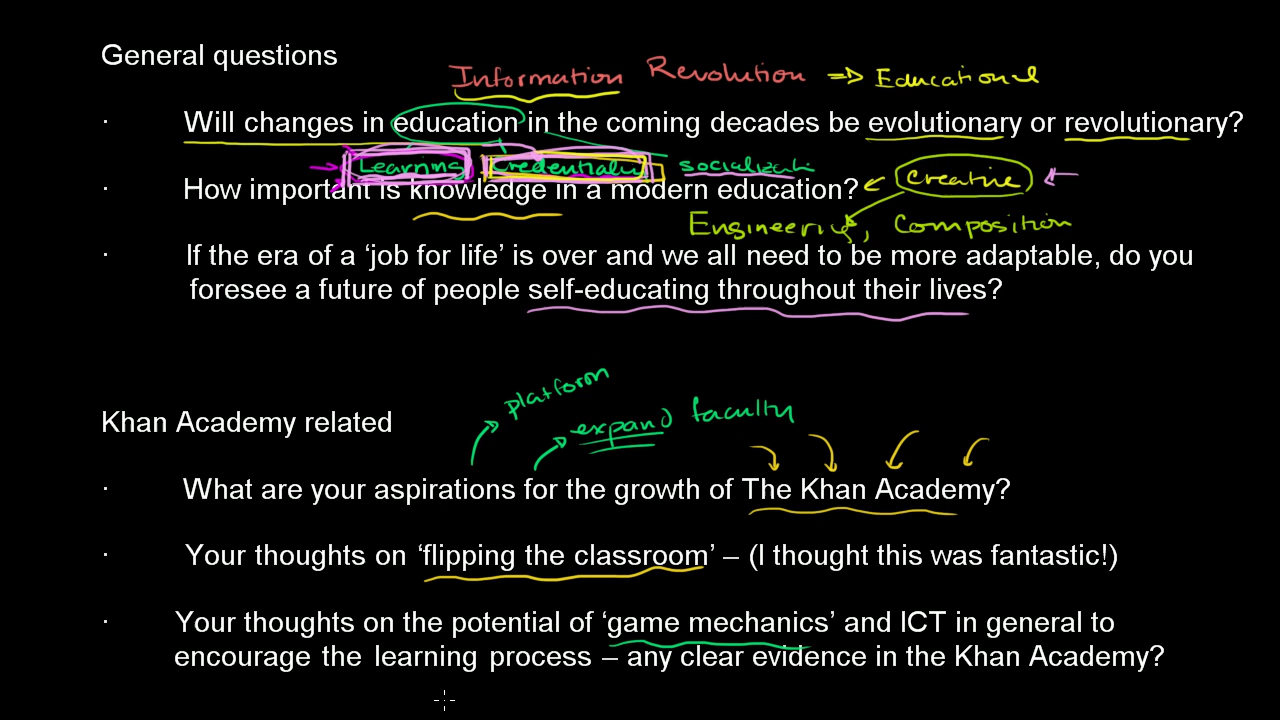 General questions
Information Revolution => Educational
· Will changes in education in the coming decades be evolutionary or revolutionary?
Learning Credentially socializati
· How important is knowledge in a modern education? Creative
Engineering, Composition
· If the era of a ‘job for life’ is over and we all need to be more adaptable, do you
foresee a future of people self-educating throughout their lives?
platform
expand faculty
Khan Academy related
· What are your aspirations for the growth of The Khan Academy?
· Your thoughts on ‘flipping the classroom’ – (I thought this was fantastic!)
· Your thoughts on the potential of ‘game mechanics’ and ICT in general to
encourage the learning process – any clear evidence in the Khan Academy?